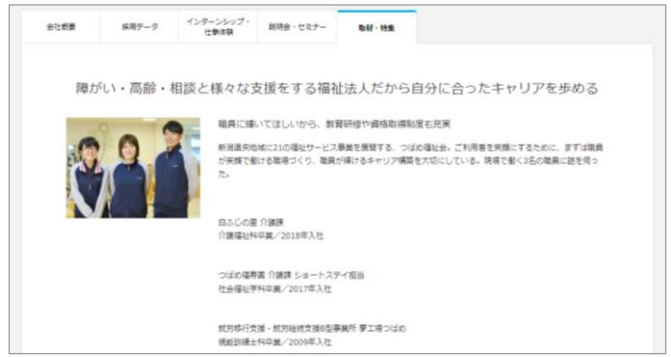 会社概要
採用データ
インターンシップ・
仕事体験
説明会・セミナー
取材・特集
障がい・高齢・相談と様々な支援をする福祉法人だから自分に合ったキャリアを歩める
職員に輝いてほしいから、教育研修や資格取得制度も充実
新潟県央地域に21の福祉サービス事業を展開する、つばめ福祉会。ご利用者を笑顔にするために、まずは職員
が笑顔で働ける職場づくり、職員が輝けるキャリア構築を大切にしている。現場で働く3名の職員に話を伺っ
た。
白ふじの里 介護課
介護福祉科卒業／2018年入社
つばめ福寿園 介護課 ショートステイ担当
社会福祉学科卒業／2017年入社
就労移行支援・就労継続支援B型事業所 夢工場つばめ
機能訓練士科卒業／2009年入社